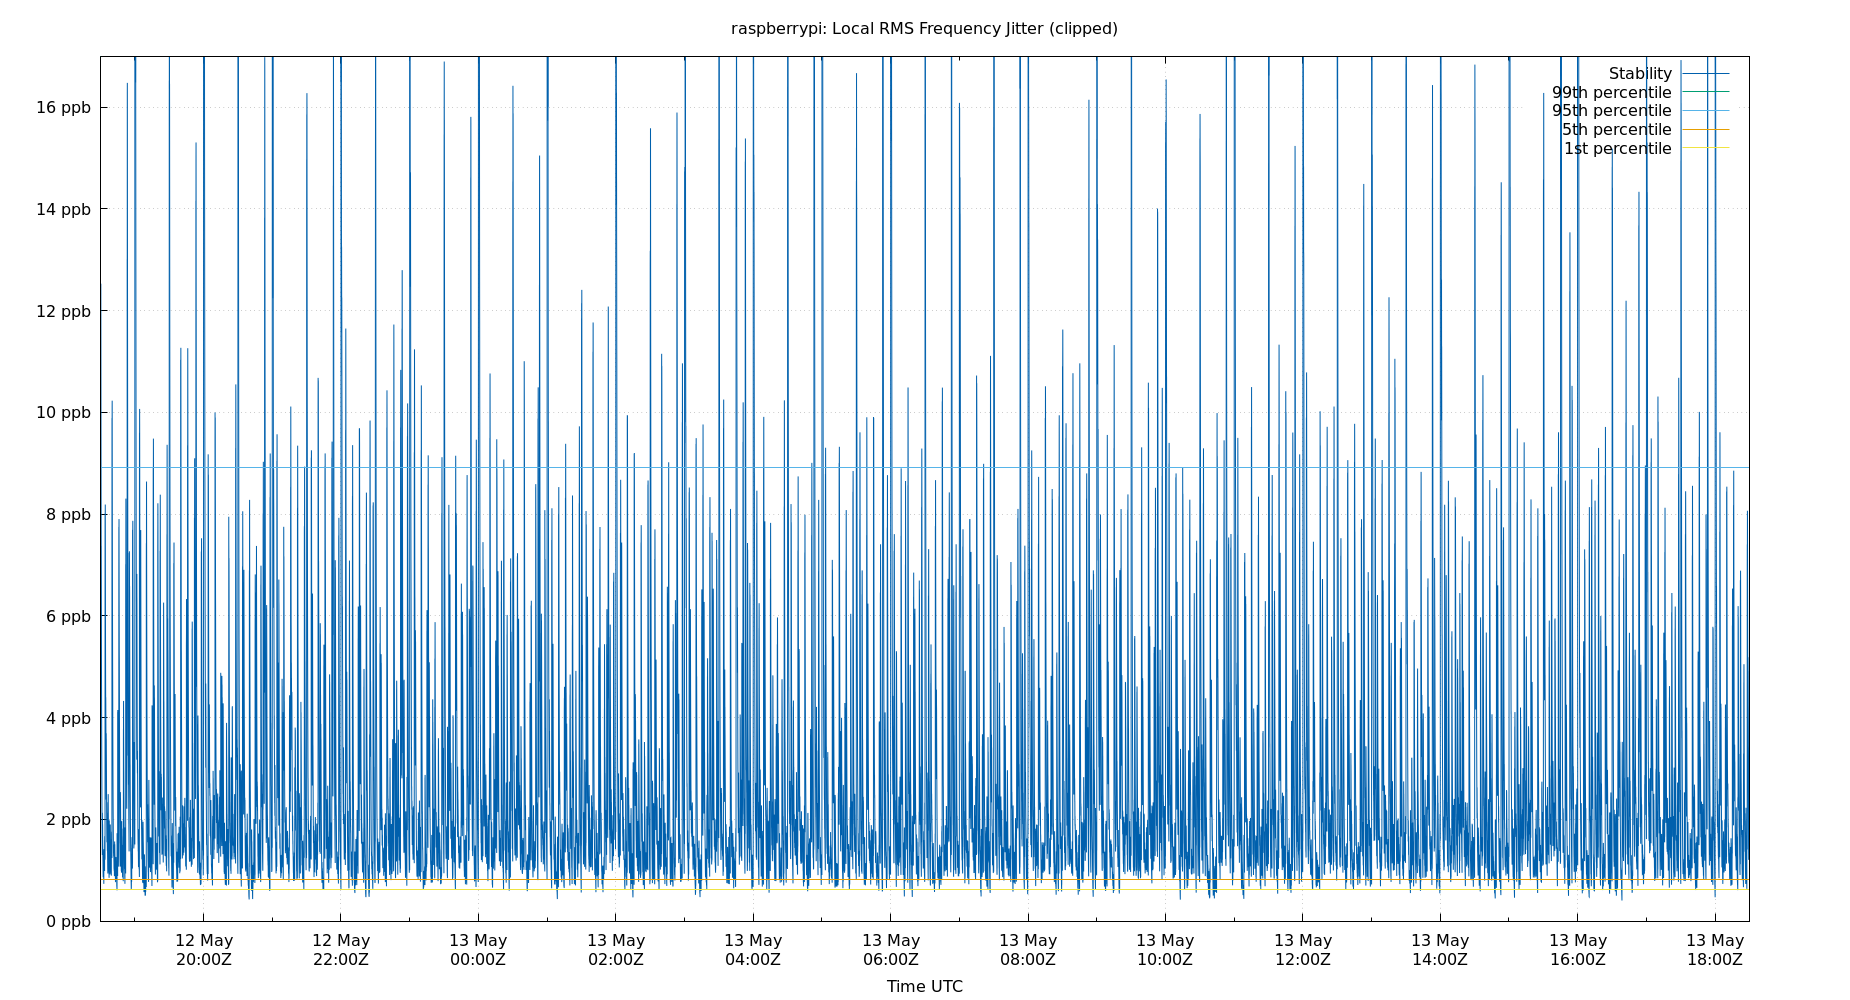 raspberrypi: Local RMS Frequency Jitter (clipped)
Stability
99th percentile
95th percentile
5th percentile
1st percentile
16 ppb
14 ppb
12 ppb
10 ppb
8 ppb
6 ppb
4 ppb
2 ppb
0 ppb
12 May 12 May 13 May 13 May 13 May 13 May 13 May 13 May 13 May 13 May 13 May 13 May
20:00Z 22:00Z 00:00Z 02:00Z 04:00Z 06:00Z 08:00Z 10:00Z 12:00Z 14:00Z 16:00Z 18:00Z
Time UTC